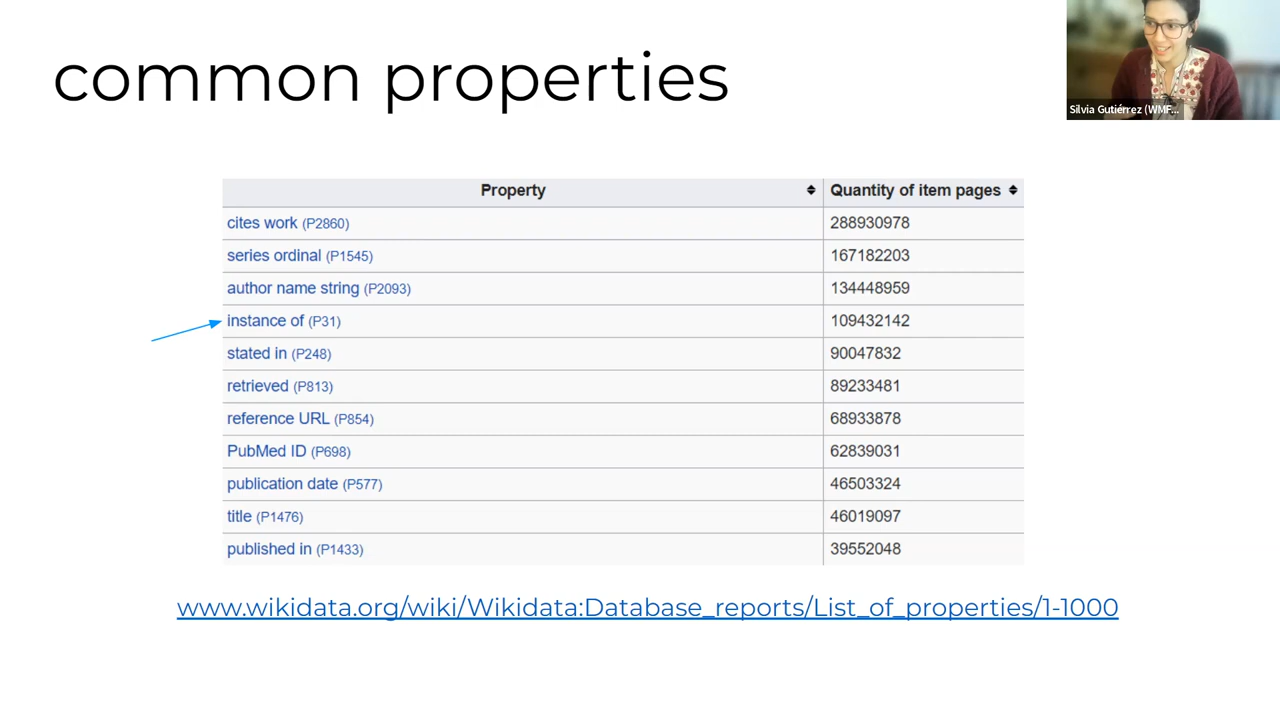 common properties
Silvia Gutiérrez (WMF...
Property Quantity of item pages
cites work (P2860) 288930978
series ordinal (P1545) 167182203
author name string (P2093) 134448959
instance of (P31) 109432142
stated in (P248) 90047832
retrieved (P813) 89233481
reference URL (P854) 68933878
PubMed ID (P698) 62839031
publication date (P577) 46503324
title (P1476) 46019097
published in (P1433) 39552048
www.wikidata.org/wiki/Wikidata:Database_reports/List_of_properties/1-1000